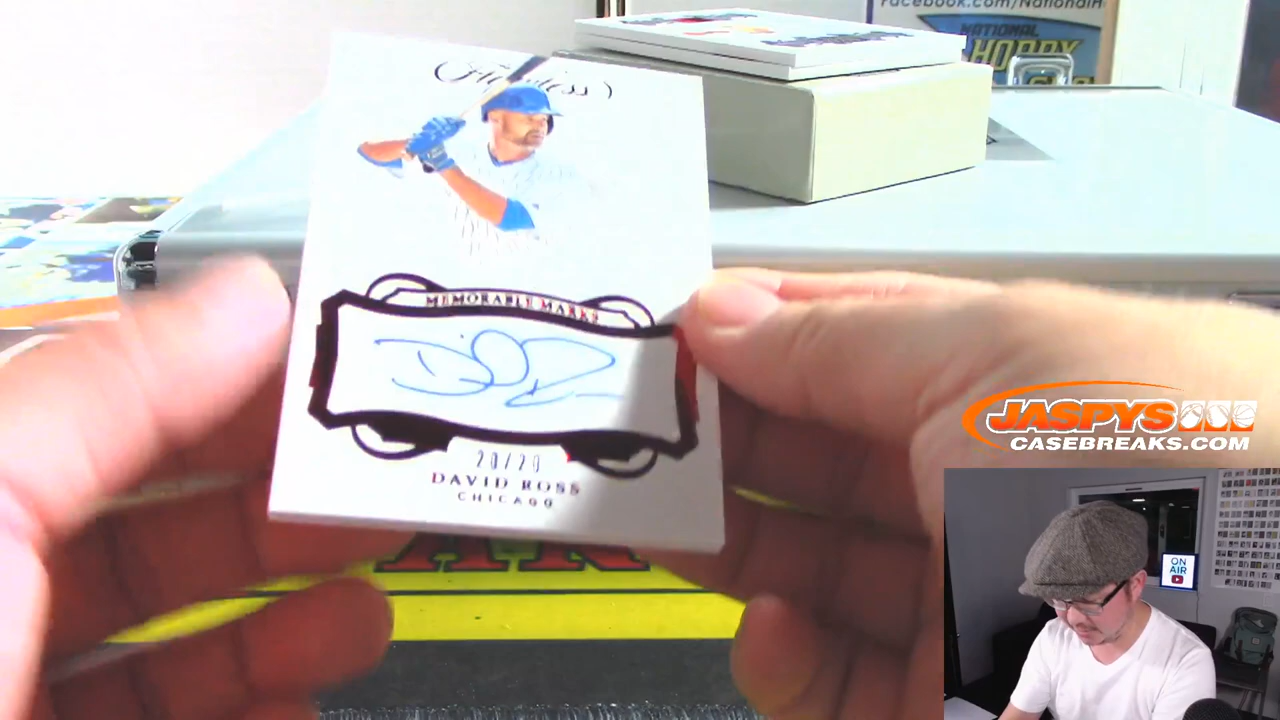 facebook.com/NationalH
NATIONAL
HOBBY
Flawless
MEMORABLE MARKS
20/20
DAVID ROSS
CHICAGO
JASPYS
CASEBREAKS.COM
ON
AIR